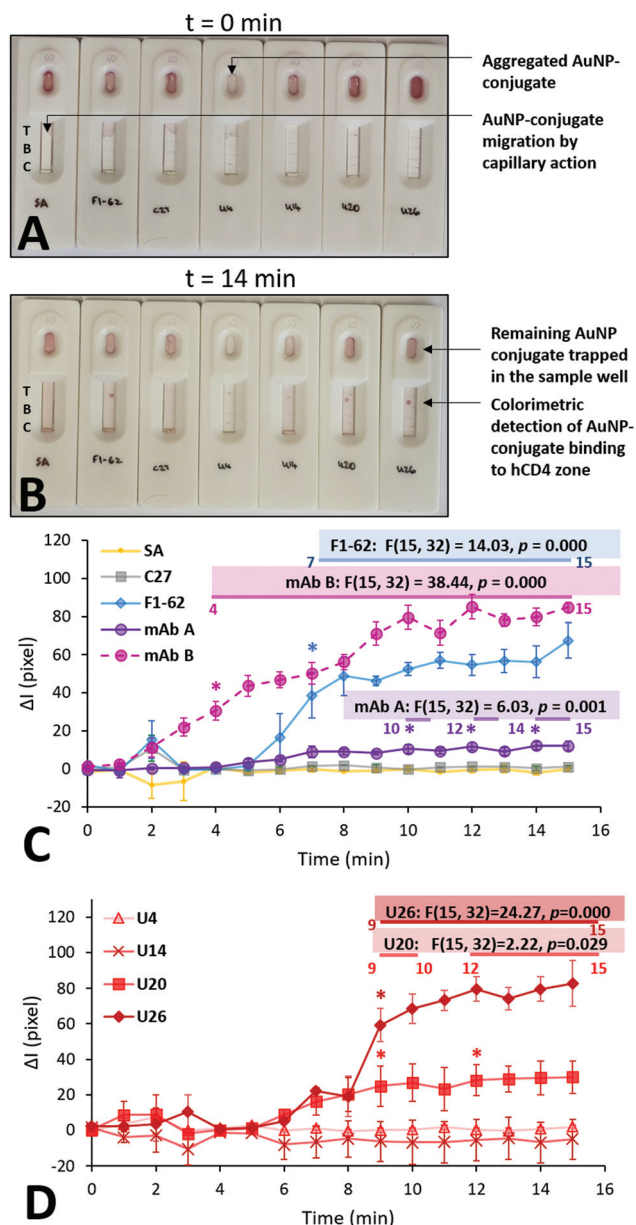 t = 0 min
S S S S S S S
T
B
C
SA F1-62 C27 U4 U14 U20 U26
A
Aggregated AuNP-
conjugate
AuNP-conjugate
migration by
capillary action
t = 14 min
S S S S S S S
T
B
C
SA F1-62 C27 U4 U14 U20 U26
B
Remaining AuNP
conjugate trapped
in the sample well
Colorimetric
detection of AuNP-
conjugate binding
to hCD4 zone
C
ΔI (pixel)
120
100
80
60
40
20
0
-20
SA
C27
F1-62
mAb A
mAb B
F1-62: F(15, 32) = 14.03, p = 0.000
7 15
mAb B: F(15, 32) = 38.44, p = 0.000
4 15
* *
mAb A: F(15, 32) = 6.03, p = 0.001
10 * 12 * 14 * 15
0 2 4 6 8 10 12 14 16
Time (min)
D
ΔI (pixel)
120
100
80
60
40
20
0
-20
U4
U14
U20
U26
U26: F(15, 32)=24.27, p=0.000
9 15
U20: F(15, 32)=2.22, p=0.029
9 10 12 15
*
* *
0 2 4 6 8 10 12 14 16
Time (min)